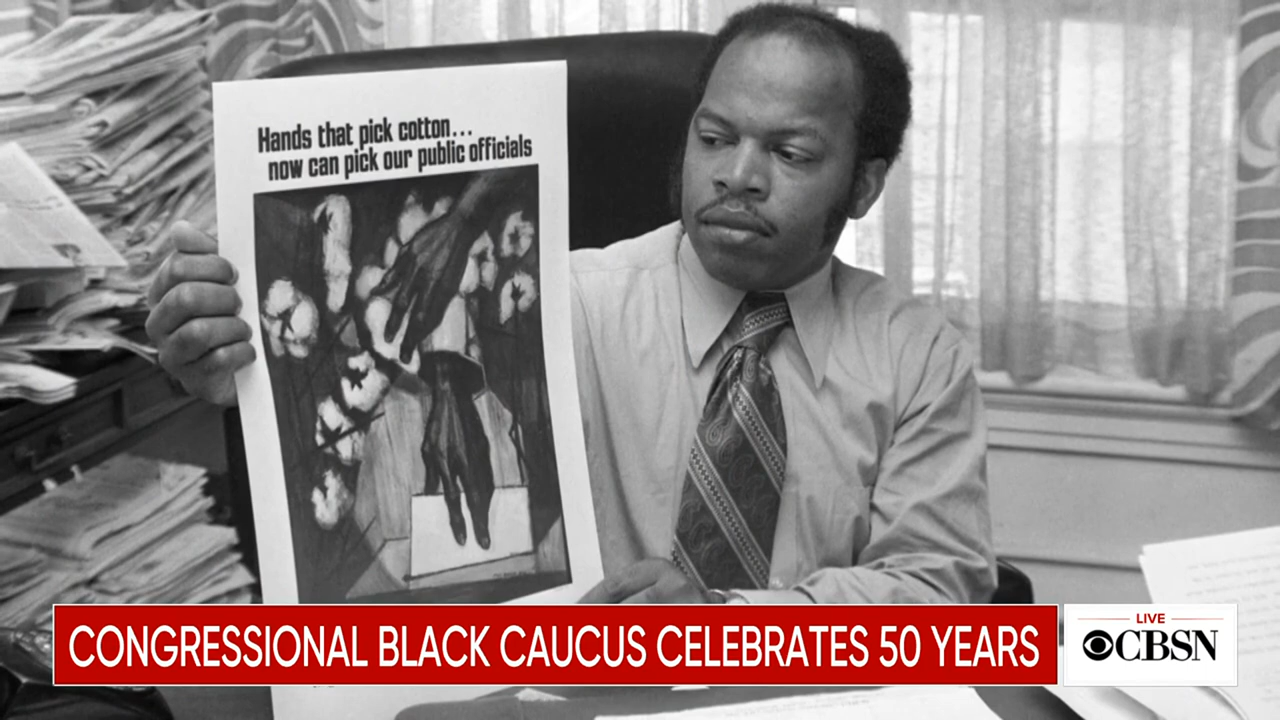 Hands that pick cotton...
now can pick our public officials
CONGRESSIONAL BLACK CAUCUS CELEBRATES 50 YEARS
LIVE
CBSN